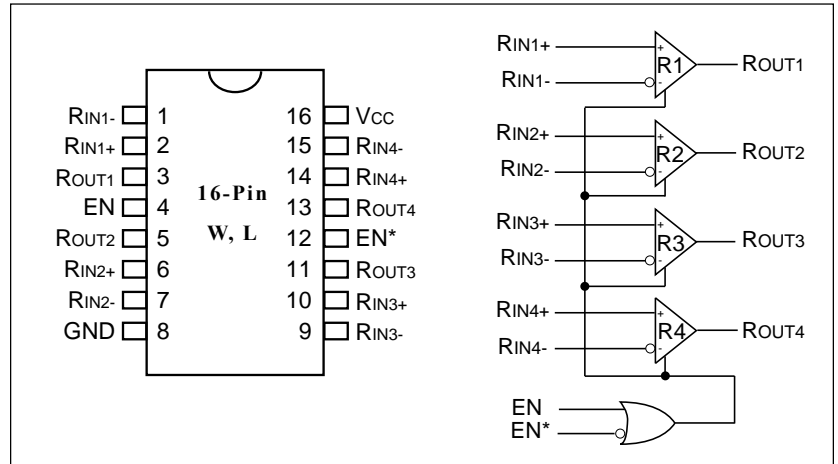 RIN1- 1 16 VCC
RIN1+ 2 15 RIN4-
ROUT1 3 14 RIN4+
EN 4 13 ROUT4
ROUT2 5 12 EN*
RIN2+ 6 11 ROUT3
RIN2- 7 10 RIN3+
GND 8 9 RIN3-
16-Pin
W, L
RIN1+
RIN1-
+
-
R1
ROUT1
RIN2+
RIN2-
+
-
R2
ROUT2
RIN3+
RIN3-
+
-
R3
ROUT3
RIN4+
RIN4-
+
-
R4
ROUT4
EN
EN*